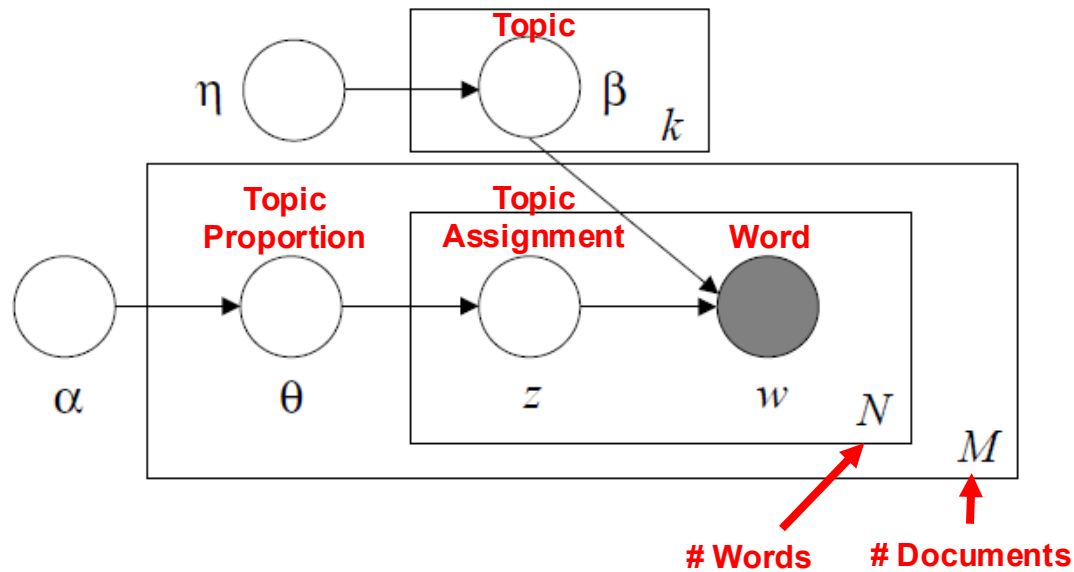 Topic
η
β
k
Topic
Proportion
Topic
Assignment
Word
α
θ
z
w
N
M
# Words
# Documents